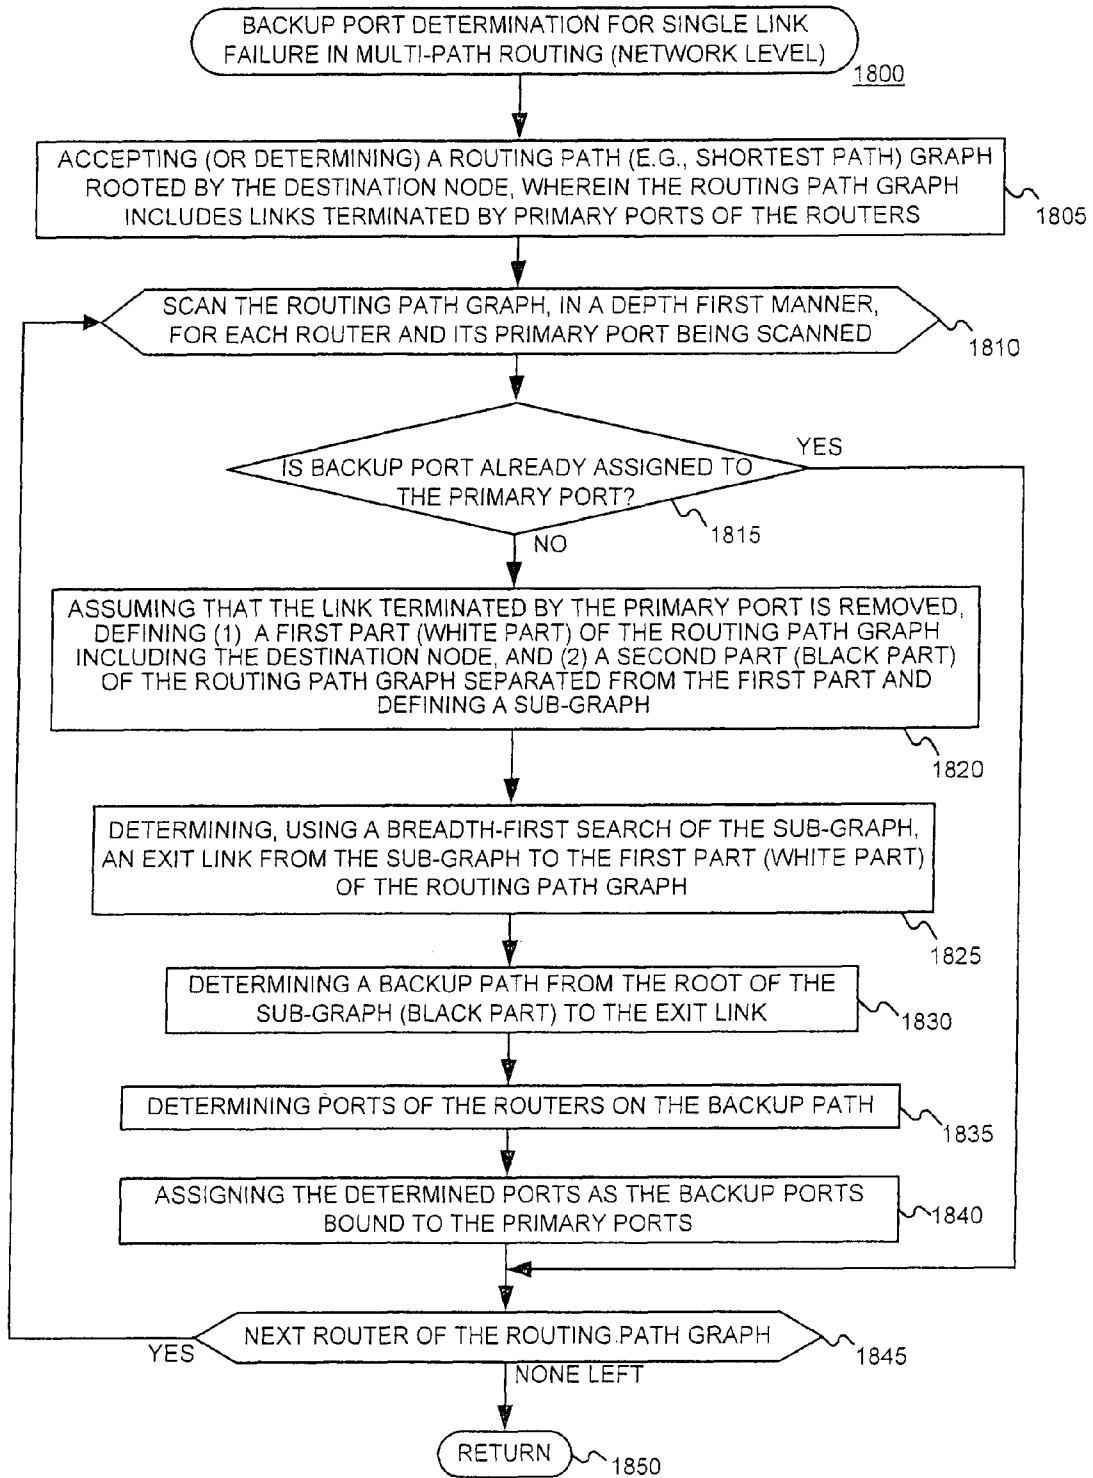 BACKUP PORT DETERMINATION FOR SINGLE LINK
FAILURE IN MULTI-PATH ROUTING (NETWORK LEVEL)
1800
ACCEPTING (OR DETERMINING) A ROUTING PATH (E.G., SHORTEST PATH) GRAPH
ROOTED BY THE DESTINATION NODE, WHEREIN THE ROUTING PATH GRAPH
INCLUDES LINKS TERMINATED BY PRIMARY PORTS OF THE ROUTERS
1805
SCAN THE ROUTING PATH GRAPH, IN A DEPTH FIRST MANNER,
FOR EACH ROUTER AND ITS PRIMARY PORT BEING SCANNED
1810
YES
IS BACKUP PORT ALREADY ASSIGNED TO
THE PRIMARY PORT?
1815
NO
ASSUMING THAT THE LINK TERMINATED BY THE PRIMARY PORT IS REMOVED,
DEFINING (1) A FIRST PART (WHITE PART) OF THE ROUTING PATH GRAPH
INCLUDING THE DESTINATION NODE, AND (2) A SECOND PART (BLACK PART)
OF THE ROUTING PATH GRAPH SEPARATED FROM THE FIRST PART AND
DEFINING A SUB-GRAPH
1820
DETERMINING, USING A BREADTH-FIRST SEARCH OF THE SUB-GRAPH,
AN EXIT LINK FROM THE SUB-GRAPH TO THE FIRST PART (WHITE PART)
OF THE ROUTING PATH GRAPH
1825
DETERMINING A BACKUP PATH FROM THE ROOT OF THE
SUB-GRAPH (BLACK PART) TO THE EXIT LINK
1830
DETERMINING PORTS OF THE ROUTERS ON THE BACKUP PATH
1835
ASSIGNING THE DETERMINED PORTS AS THE BACKUP PORTS
BOUND TO THE PRIMARY PORTS
1840
NEXT ROUTER OF THE ROUTING PATH GRAPH
1845
YES
NONE LEFT
RETURN
1850